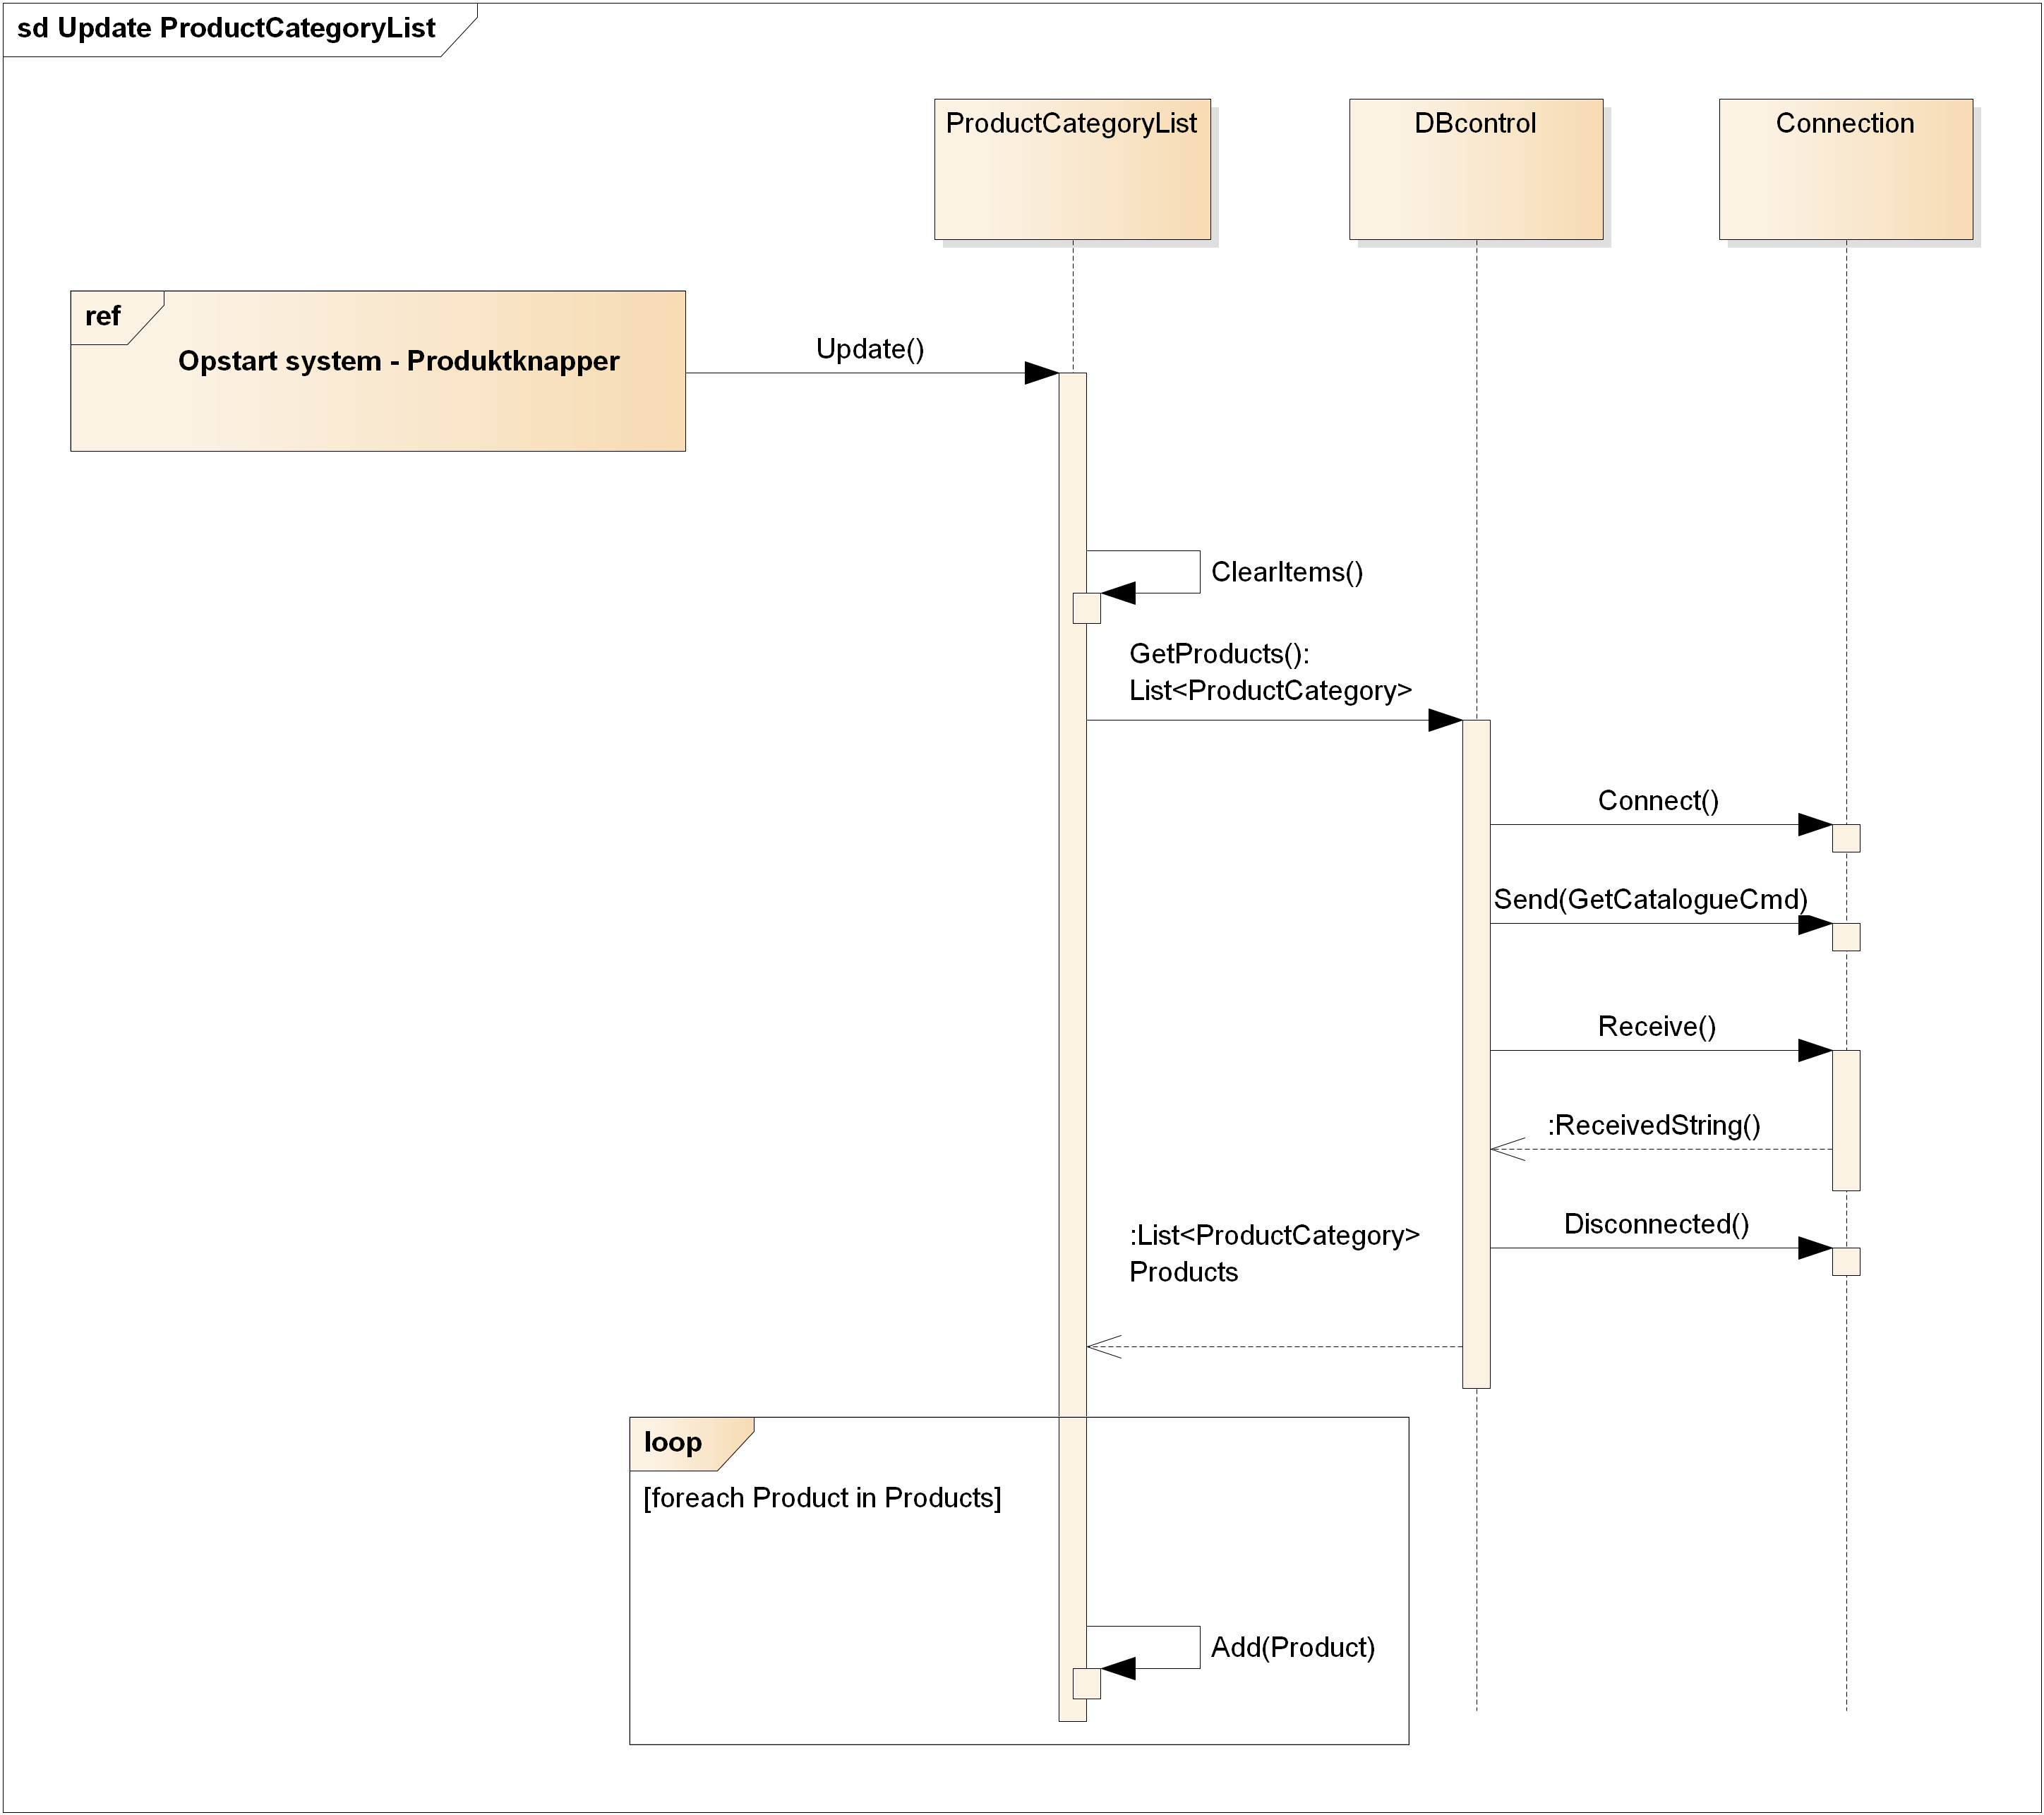 sd Update ProductCategoryList
ProductCategoryList
DBcontrol
Connection
ref
Opstart system - Produktknapper
Update()
ClearItems()
GetProducts():
List<ProductCategory>
Connect()
Send(GetCatalogueCmd)
Receive()
:ReceivedString()
Disconnected()
:List<ProductCategory>
Products
loop
[foreach Product in Products]
Add(Product)